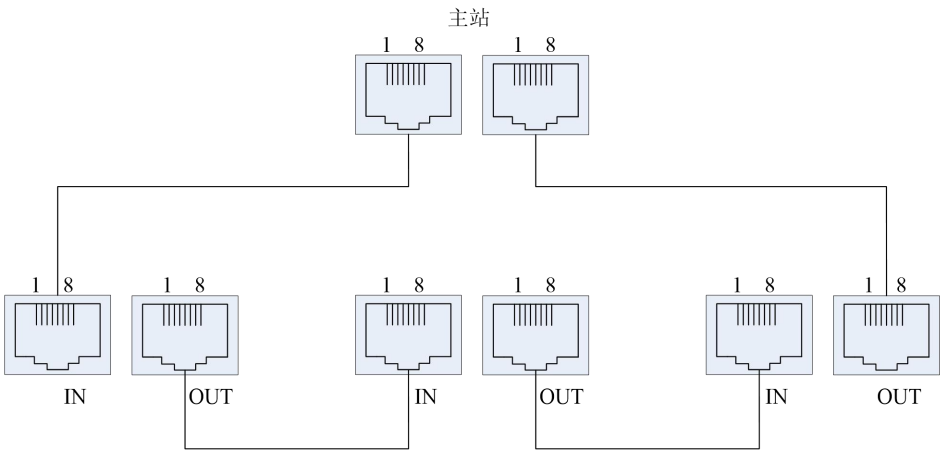 主站
1 8 1 8
1 8 1 8 1 8 1 8 1 8 1 8
IN OUT IN OUT IN OUT